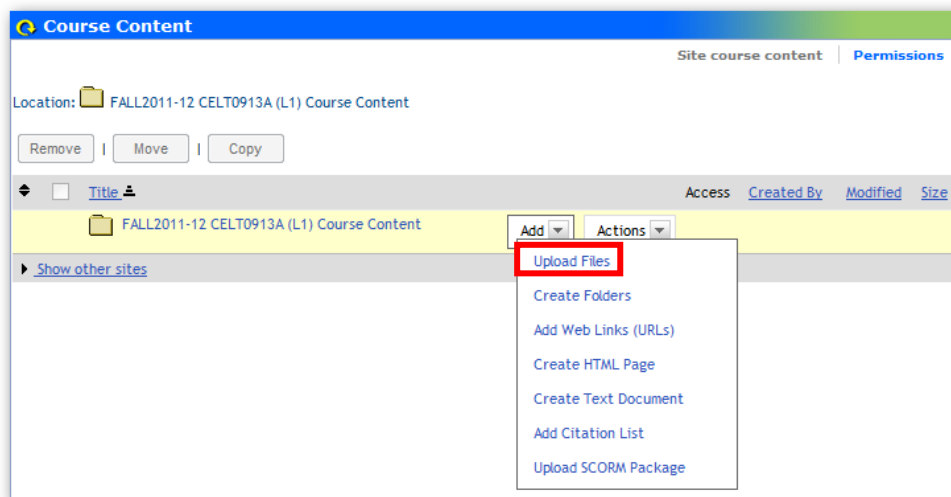 Course Content
Site course content Permissions
Location: FALL2011-12 CELT0913A (L1) Course Content
Remove | Move | Copy
Title Access Created By Modified Size
FALL2011-12 CELT0913A (L1) Course Content Add Actions
Upload Files
Show other sites
Create Folders
Add Web Links (URLs)
Create HTML Page
Create Text Document
Add Citation List
Upload SCORM Package